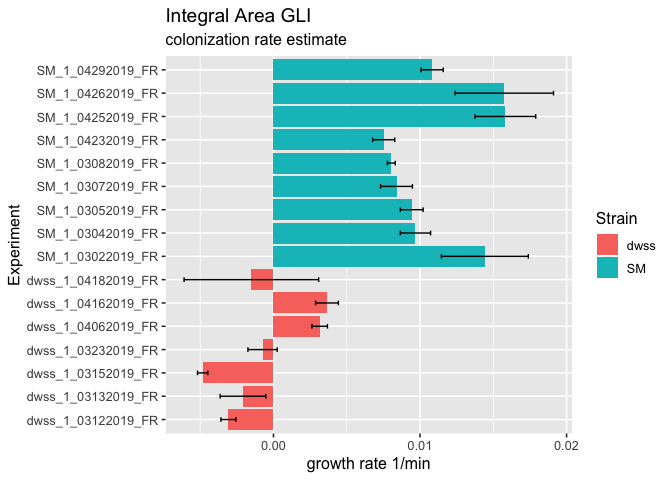 Integral Area GLI
colonization rate estimate
Experiment
SM_1_04292019_FR
SM_1_04262019_FR
SM_1_04252019_FR
SM_1_04232019_FR
SM_1_03082019_FR
SM_1_03072019_FR
SM_1_03052019_FR
SM_1_03042019_FR
SM_1_03022019_FR
dwss_1_04182019_FR
dwss_1_04162019_FR
dwss_1_04062019_FR
dwss_1_03232019_FR
dwss_1_03152019_FR
dwss_1_03132019_FR
dwss_1_03122019_FR
0.00 0.01 0.02
growth rate 1/min
Strain
dwss
SM